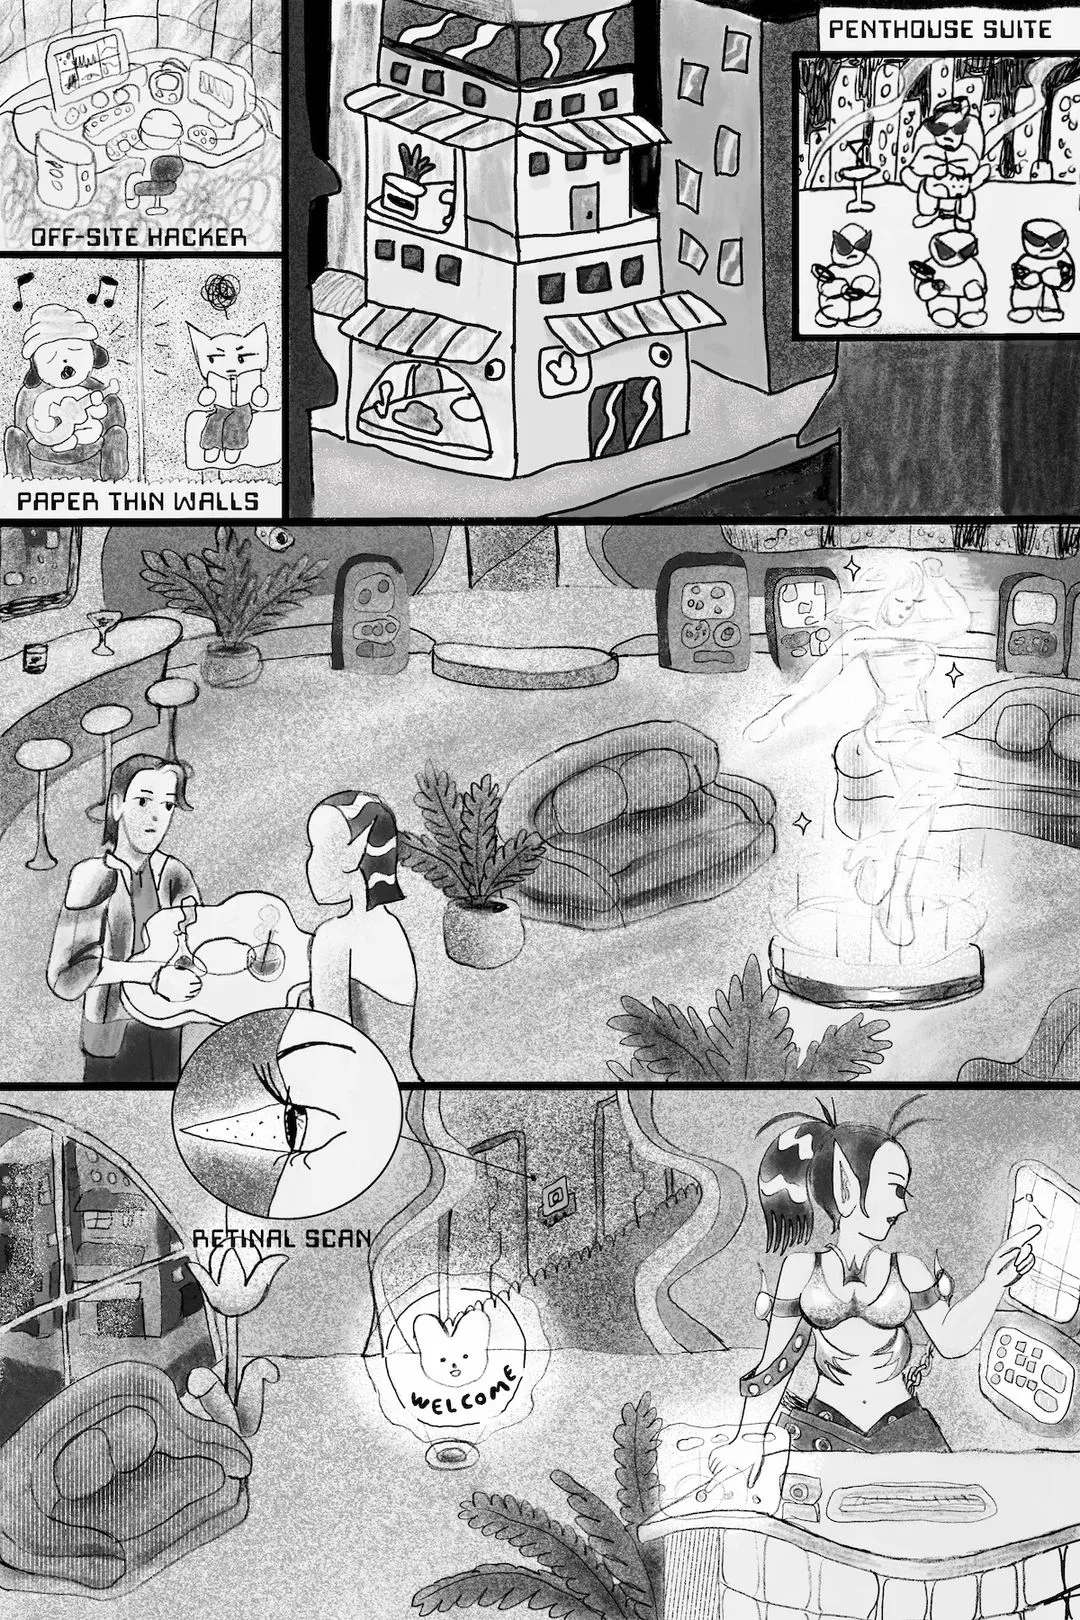 PENTHOUSE SUITE
OFF-SITE HACKER
PAPER THIN WALLS
RETINAL SCAN
WELCOME